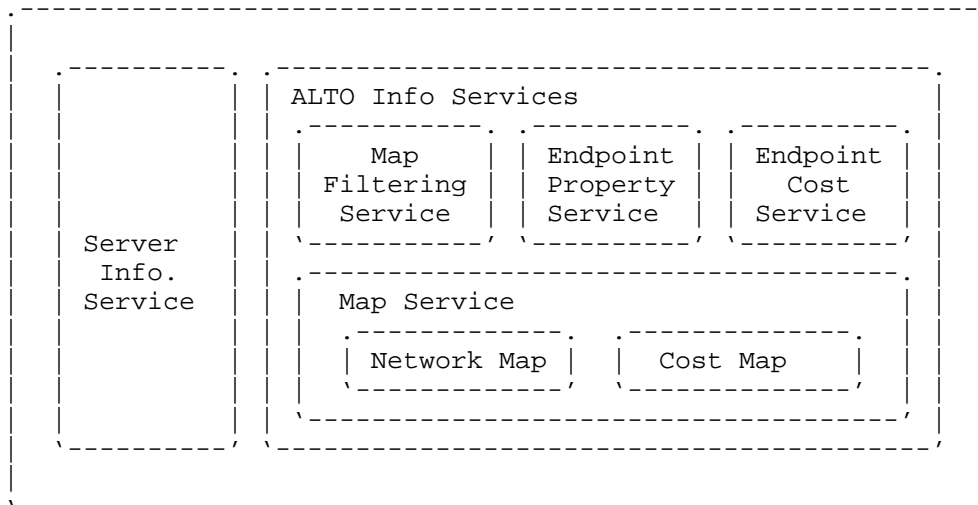 ALTO Info Services
Map
Filtering
Service
Endpoint
Property
Service
Endpoint
Cost
Service
Server
Info.
Service
Map Service
Network Map
Cost Map